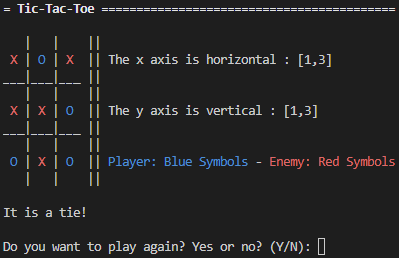 = Tic-Tac-Toe ==========================================
   |   |   ||
 X | O | X || The x axis is horizontal : [1,3]
___|___|___||
   |   |   ||
 X | X | O || The y axis is vertical : [1,3]
___|___|___||
   |   |   ||
 O | X | O || Player: Blue Symbols - Enemy: Red Symbols
   |   |   ||
It is a tie!
Do you want to play again? Yes or no? (Y/N):